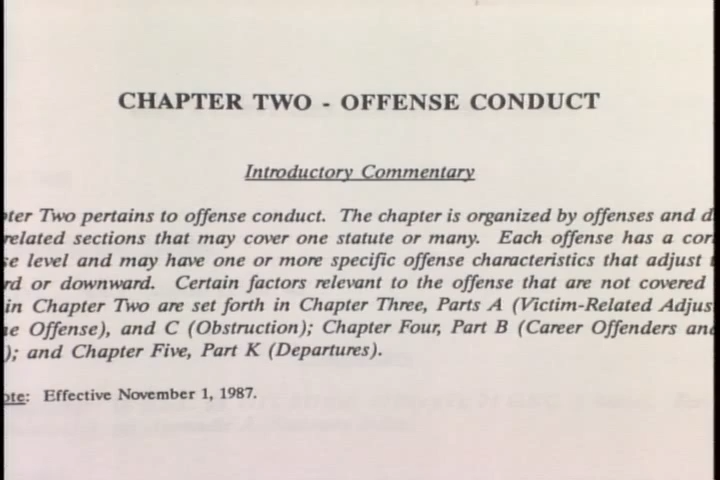 CHAPTER TWO - OFFENSE CONDUCT
Introductory Commentary
ter Two pertains to offense conduct. The chapter is organized by offenses and d
related sections that may cover one statute or many. Each offense has a cor
se level and may have one or more specific offense characteristics that adjust
rd or downward. Certain factors relevant to the offense that are not covered
in Chapter Two are set forth in Chapter Three, Parts A (Victim-Related Adjus
e Offense), and C (Obstruction); Chapter Four, Part B (Career Offenders an
); and Chapter Five, Part K (Departures).
ote: Effective November 1, 1987.